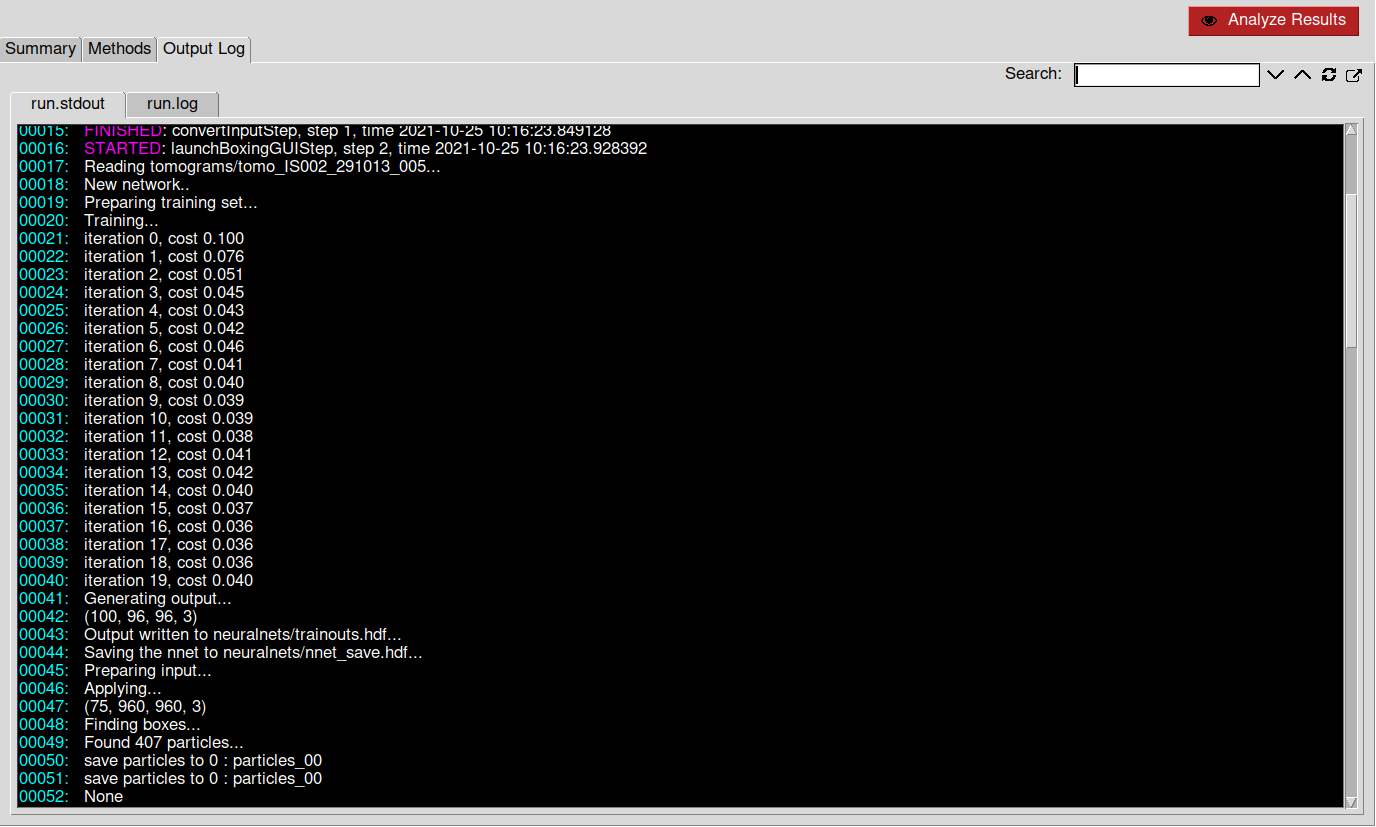 Analyze Results
Summary Methods Output Log
Search:
run.stdout run.log
00015: FINISHED: convertInputStep, step 1, time 2021-10-25 10:16:23.849128
00016: STARTED: launchBoxingGUIStep, step 2, time 2021-10-25 10:16:23.928392
00017: Reading tomograms/tomo_IS002_291013_005...
00018: New network..
00019: Preparing training set...
00020: Training...
00021: iteration 0, cost 0.100
00022: iteration 1, cost 0.076
00023: iteration 2, cost 0.051
00024: iteration 3, cost 0.045
00025: iteration 4, cost 0.043
00026: iteration 5, cost 0.042
00027: iteration 6, cost 0.046
00028: iteration 7, cost 0.041
00029: iteration 8, cost 0.040
00030: iteration 9, cost 0.039
00031: iteration 10, cost 0.039
00032: iteration 11, cost 0.038
00033: iteration 12, cost 0.041
00034: iteration 13, cost 0.042
00035: iteration 14, cost 0.040
00036: iteration 15, cost 0.037
00037: iteration 16, cost 0.036
00038: iteration 17, cost 0.036
00039: iteration 18, cost 0.036
00040: iteration 19, cost 0.040
00041: Generating output...
00042: (100, 96, 96, 3)
00043: Output written to neuralnets/trainouts.hdf...
00044: Saving the nnet to neuralnets/nnet_save.hdf...
00045: Preparing input...
00046: Applying...
00047: (75, 960, 960, 3)
00048: Finding boxes...
00049: Found 407 particles...
00050: save particles to 0 : particles_00
00051: save particles to 0 : particles_00
00052: None